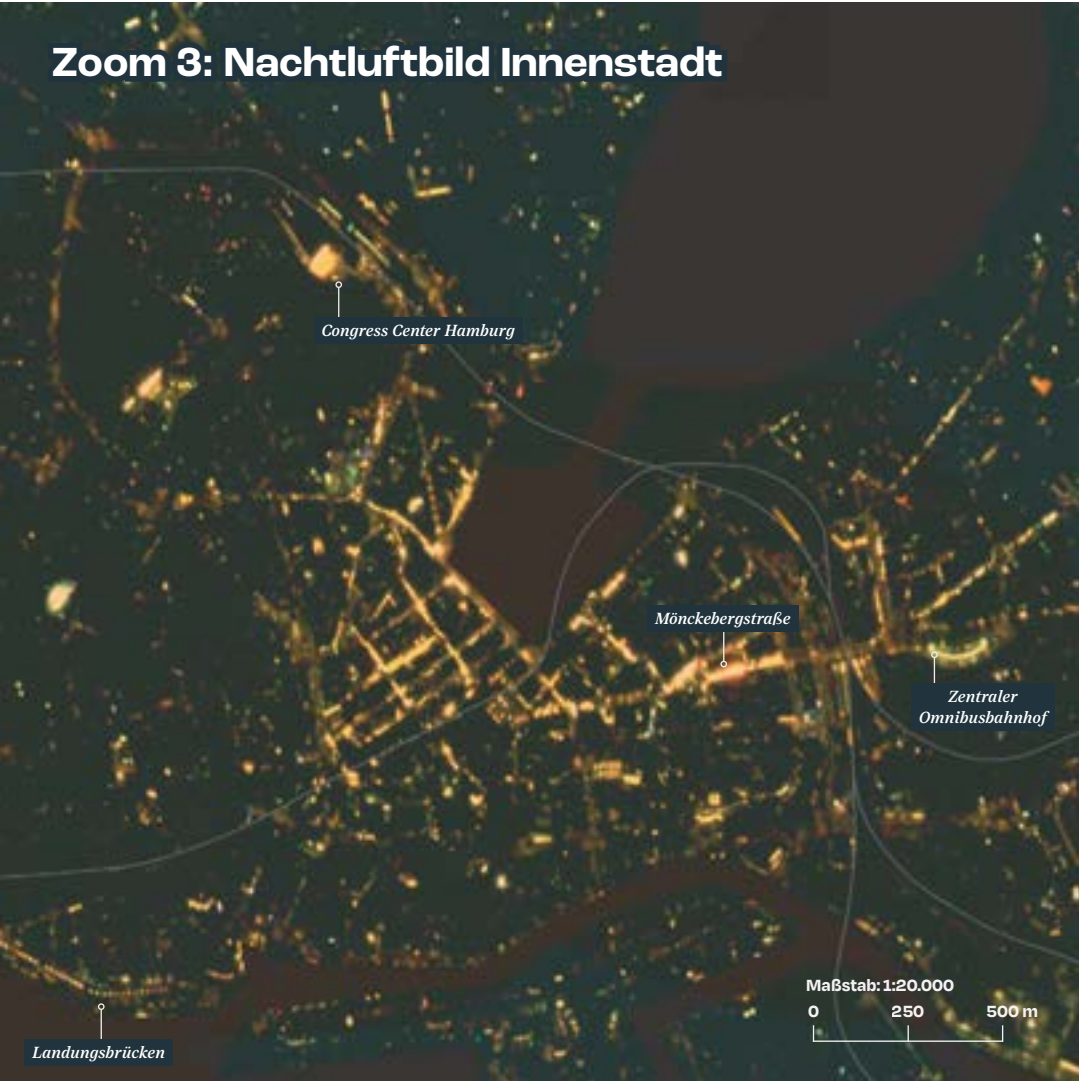 Zoom 3: Nachtluftbild Innenstadt
Congress Center Hamburg
Mönckebergstraße
Zentraler
Omnibusbahnhof
Maßstab: 1:20.000
0 250 500 m
Landungsbrücken